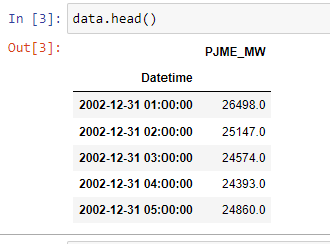 In [3]: data.head()
Out[3]:
PJME_MW
Datetime
2002-12-31 01:00:00 26498.0
2002-12-31 02:00:00 25147.0
2002-12-31 03:00:00 24574.0
2002-12-31 04:00:00 24393.0
2002-12-31 05:00:00 24860.0